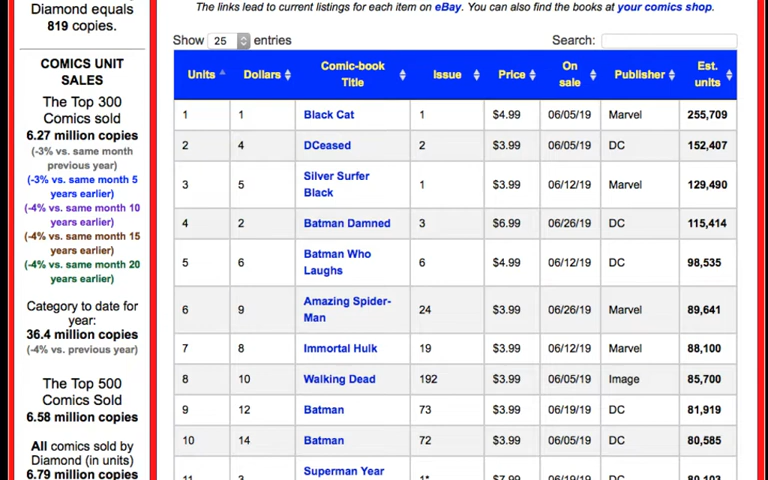 Diamond equals
819 copies.
COMICS UNIT
SALES
The Top 300
Comics sold
6.27 million copies
(-3% vs. same month
previous year)
(-3% vs. same month 5
years earlier)
(-4% vs. same month 10
years earlier)
(-4% vs. same month 15
years earlier)
(-4% vs. same month 20
years earlier)
Category to date for
year:
36.4 million copies
(-4% vs. previous year)
The Top 500
Comics Sold
6.58 million copies
All comics sold by
Diamond (in units)
6.79 million copies
The links lead to current listings for each item on eBay. You can also find the books at your comics shop.
Show 25 entries Search:
Units Dollars Comic-book Title Issue Price On sale Publisher Est. units
1 1 Black Cat 1 $4.99 06/05/19 Marvel 255,709
2 4 DCeased 2 $3.99 06/05/19 DC 152,407
3 5 Silver Surfer Black 1 $3.99 06/12/19 Marvel 129,490
4 2 Batman Damned 3 $6.99 06/26/19 DC 115,414
5 6 Batman Who Laughs 6 $4.99 06/12/19 DC 98,535
6 9 Amazing Spider-Man 24 $3.99 06/26/19 Marvel 89,641
7 8 Immortal Hulk 19 $3.99 06/12/19 Marvel 88,100
8 10 Walking Dead 192 $3.99 06/05/19 Image 85,700
9 12 Batman 73 $3.99 06/19/19 DC 81,919
10 14 Batman 72 $3.99 06/05/19 DC 80,585
11 3 Superman Year 1* $7.99 06/19/19 DC 80,103